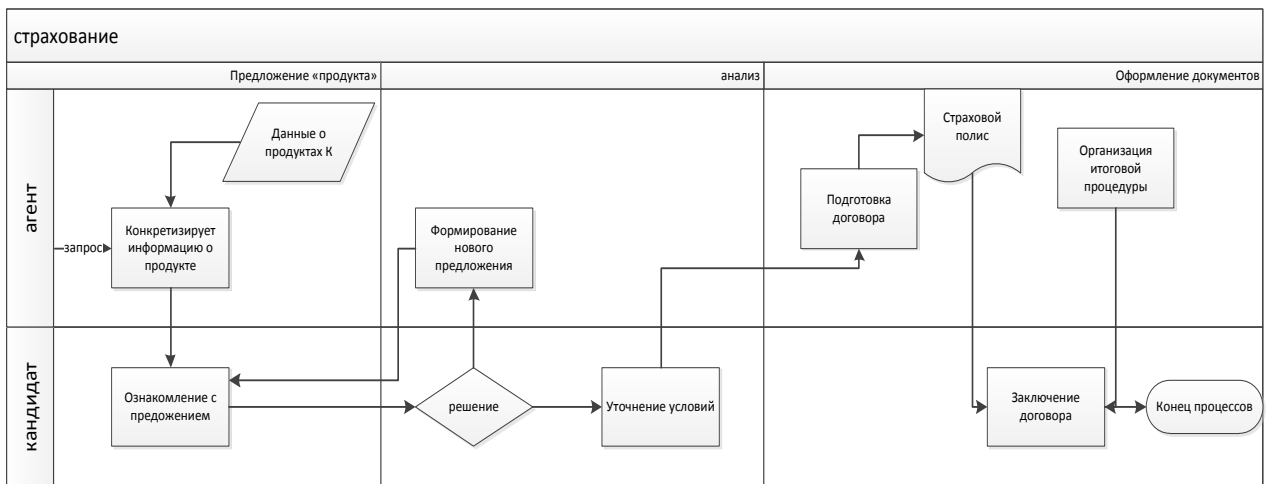 страхование
Предложение «продукта»
анализ
Оформление документов
агент
Данные о
продуктах К
запрос
Конкретизирует
информацию о
продукте
Формирование
нового
предложения
Подготовка
договора
Страховой
полис
Организация
итоговой
процедуры
кандидат
Ознакомление с
предожением
решение
Уточнение условий
Заключение
договора
Конец процессов